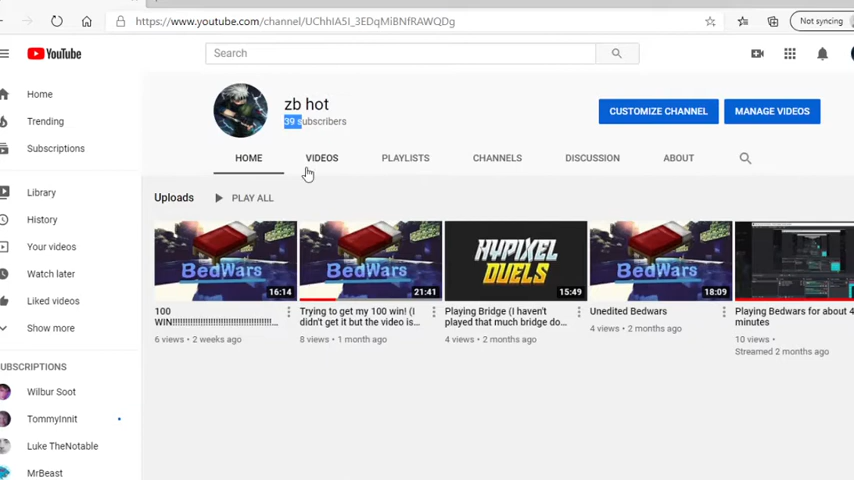 https://www.youtube.com/channel/UChhIA5I_3EDqMiBNfRAWQDg
Not syncing
YouTube
Search
zb hot
39 subscribers
CUSTOMIZE CHANNEL
MANAGE VIDEOS
HOME
VIDEOS
PLAYLISTS
CHANNELS
DISCUSSION
ABOUT
Home
Trending
Subscriptions
Library
History
Your videos
Watch later
Liked videos
Show more
SUBSCRIPTIONS
Wilbur Soot
TommyInnit
Luke TheNotable
MrBeast
Uploads
PLAY ALL
BedWars
16:14
100
WIN!!!!!!!!!!!!!!!!!!!!!!!!!!!!!!!!!!!!!!!...
6 views • 2 weeks ago
BedWars
21:41
Trying to get my 100 win! (I
didn't get it but the video is...
8 views • 1 month ago
HYPIXEL
DUELS
15:49
Playing Bridge (I haven't
played that much bridge do...
4 views • 2 months ago
BedWars
18:09
Unedited Bedwars
4 views • 2 months ago
Playing Bedwars for about 4
minutes
10 views •
Streamed 2 months ago